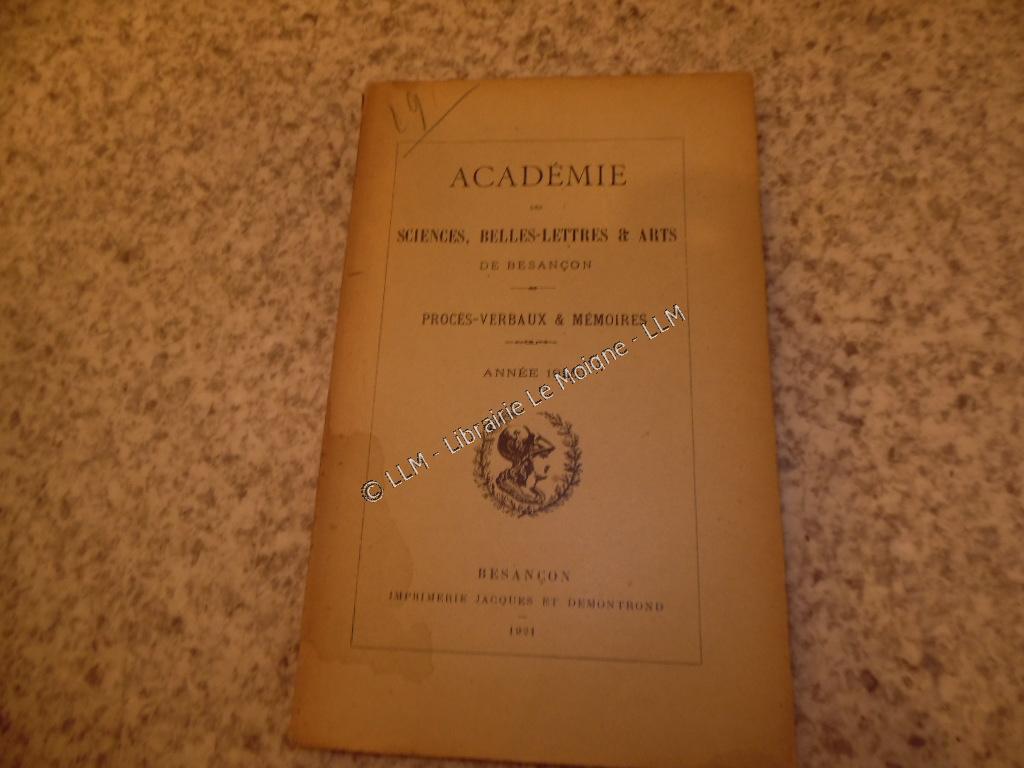 19
ACADÉMIE
DES
SCIENCES, BELLES-LETTRES & ARTS
DE BESANÇON
PROCÈS-VERBAUX & MÉMOIRES
ANNÉE
© LLM - Librairie Le Moigne - LLM
BESANÇON
IMPRIMERIE JACQUES ET DEMONTROND
1921